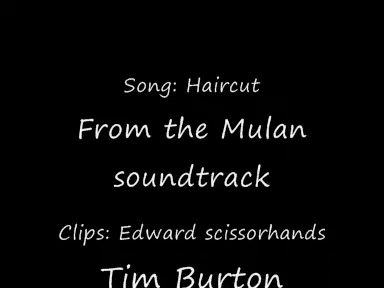 Song: Haircut
From the Mulan
soundtrack
Clips: Edward scissorhands
Tim Burton